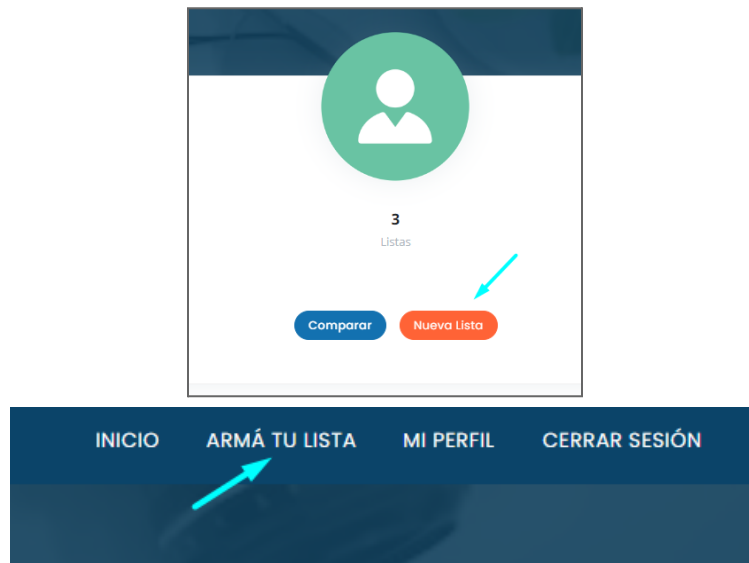 3
Listas
Comparar Nueva Lista
INICIO ARMÁ TU LISTA MI PERFIL CERRAR SESIÓN